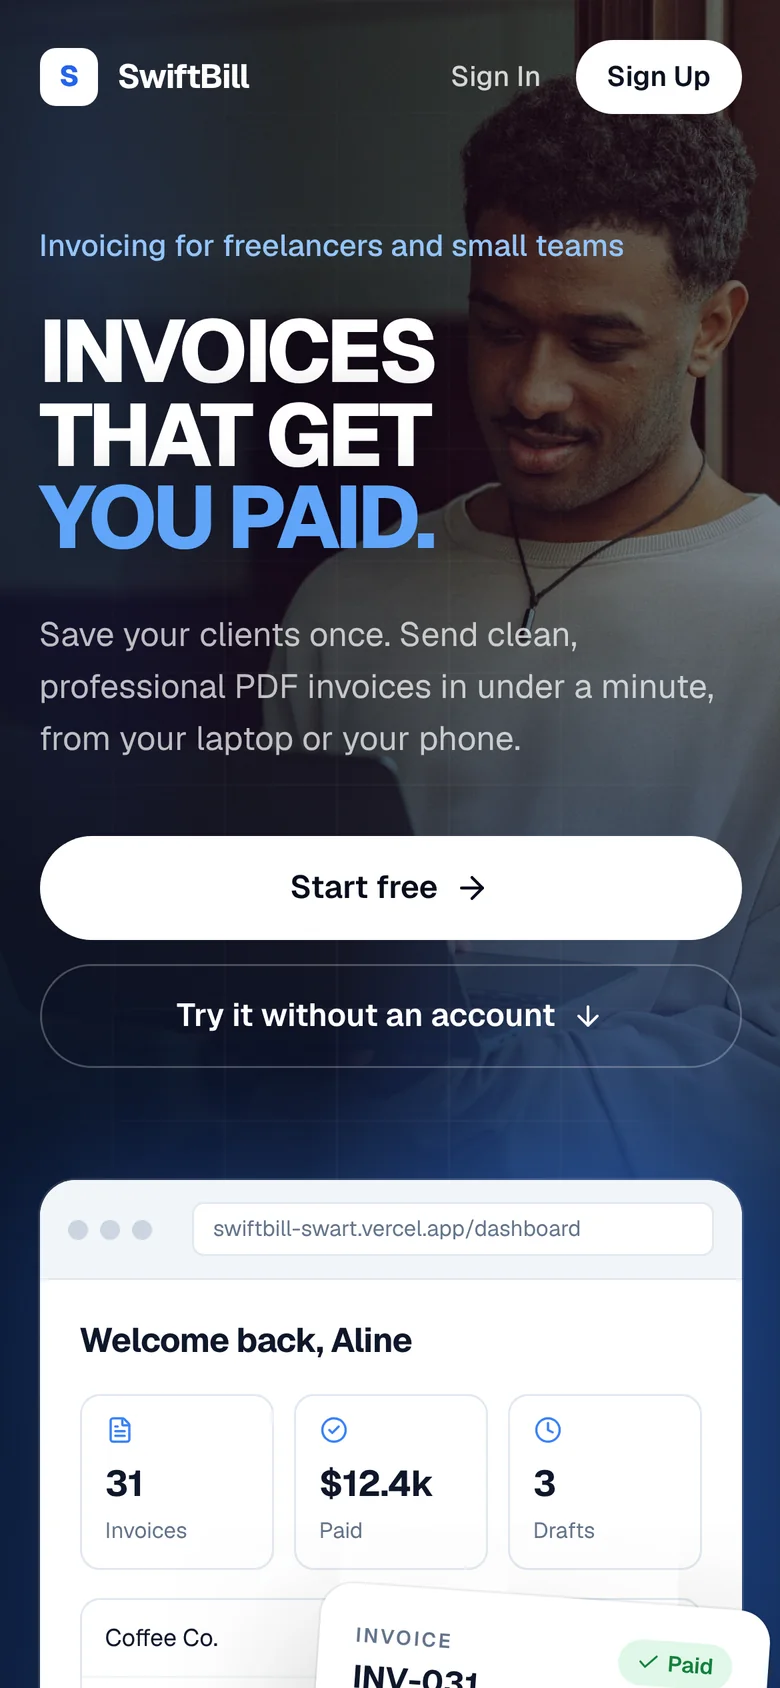 S SwiftBill Sign In Sign Up
Invoicing for freelancers and small teams
INVOICES
THAT GET
YOU PAID.
Save your clients once. Send clean,
professional PDF invoices in under a minute,
from your laptop or your phone.
Start free →
Try it without an account ↓
swiftbill-swart.vercel.app/dashboard
Welcome back, Aline
31 $12.4k 3
Invoices Paid Drafts
Coffee Co.
INVOICE
Paid
INV-031